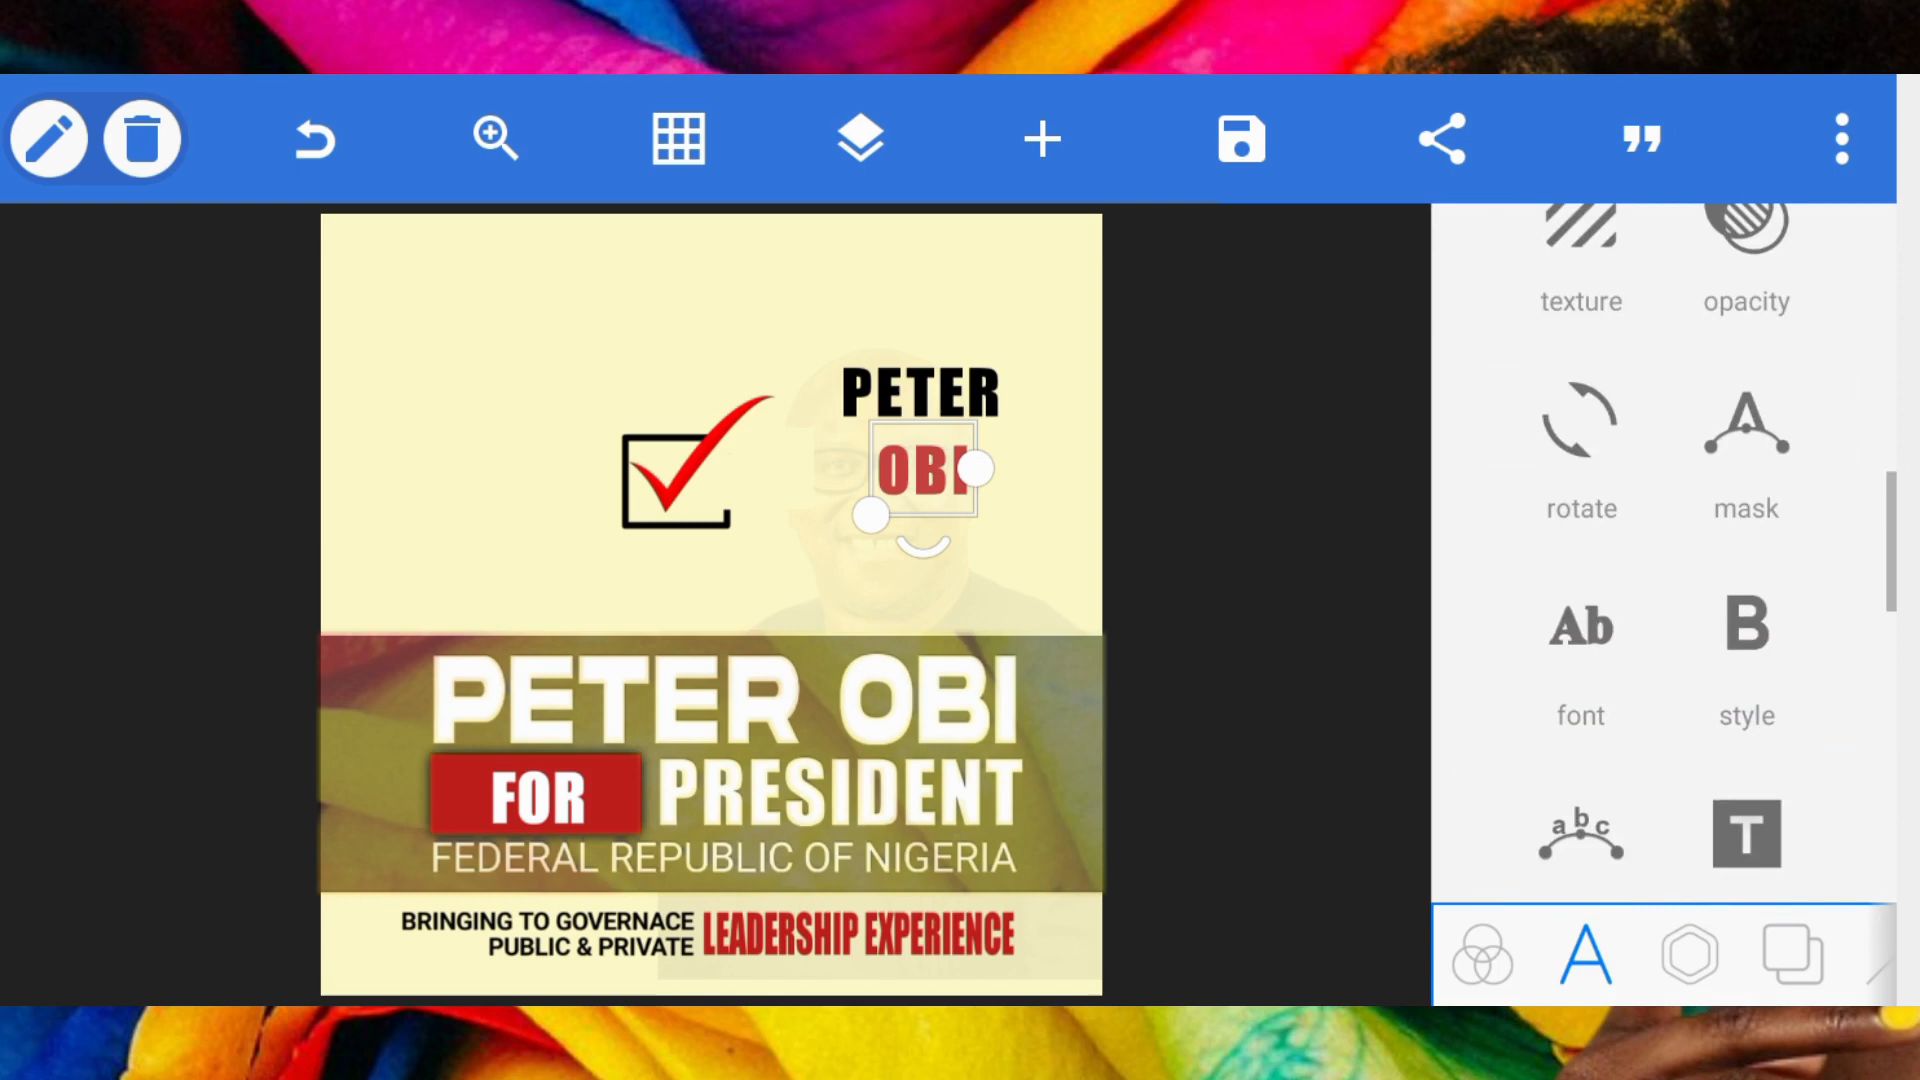 texture opacity
PETER
OBI
rotate mask
Ab B
font style
PETER OBI
FOR PRESIDENT
a b c T
FEDERAL REPUBLIC OF NIGERIA
BRINGING TO GOVERNACE
PUBLIC & PRIVATE
LEADERSHIP EXPERIENCE
A